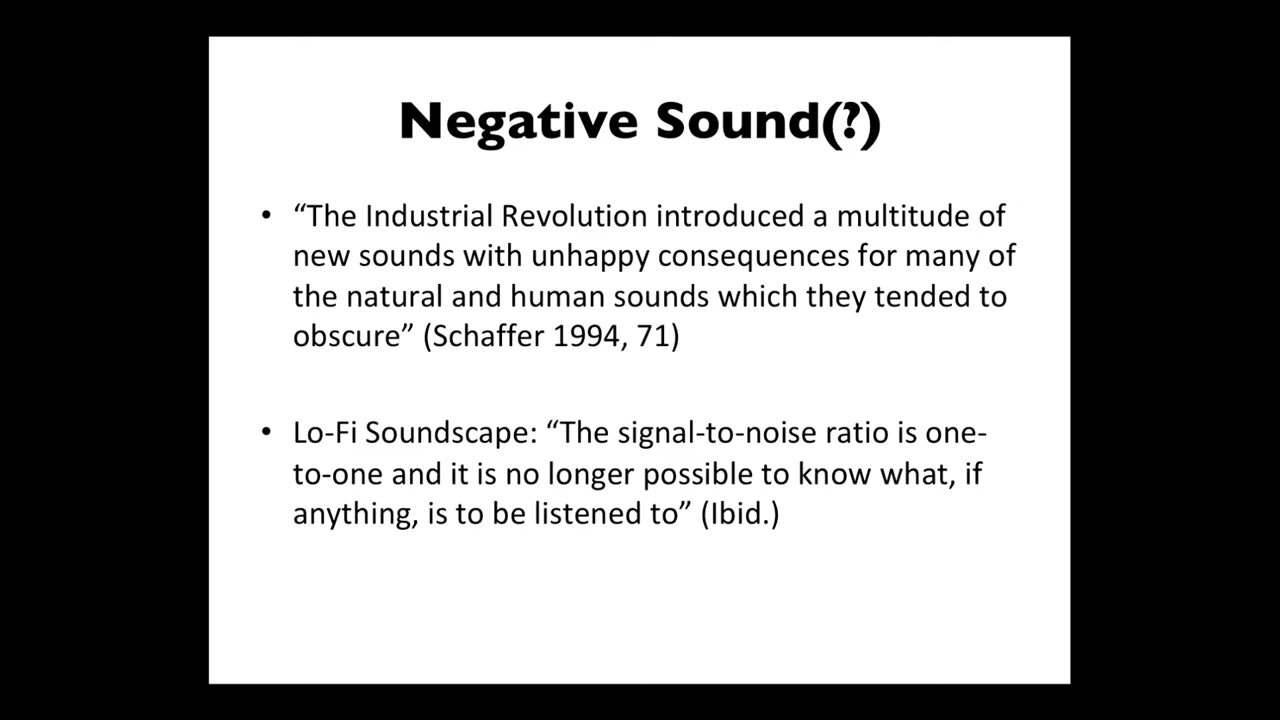 Negative Sound(?)
• “The Industrial Revolution introduced a multitude of
new sounds with unhappy consequences for many of
the natural and human sounds which they tended to
obscure” (Schaffer 1994, 71)
• Lo-Fi Soundscape: “The signal-to-noise ratio is one-
to-one and it is no longer possible to know what, if
anything, is to be listened to” (Ibid.)